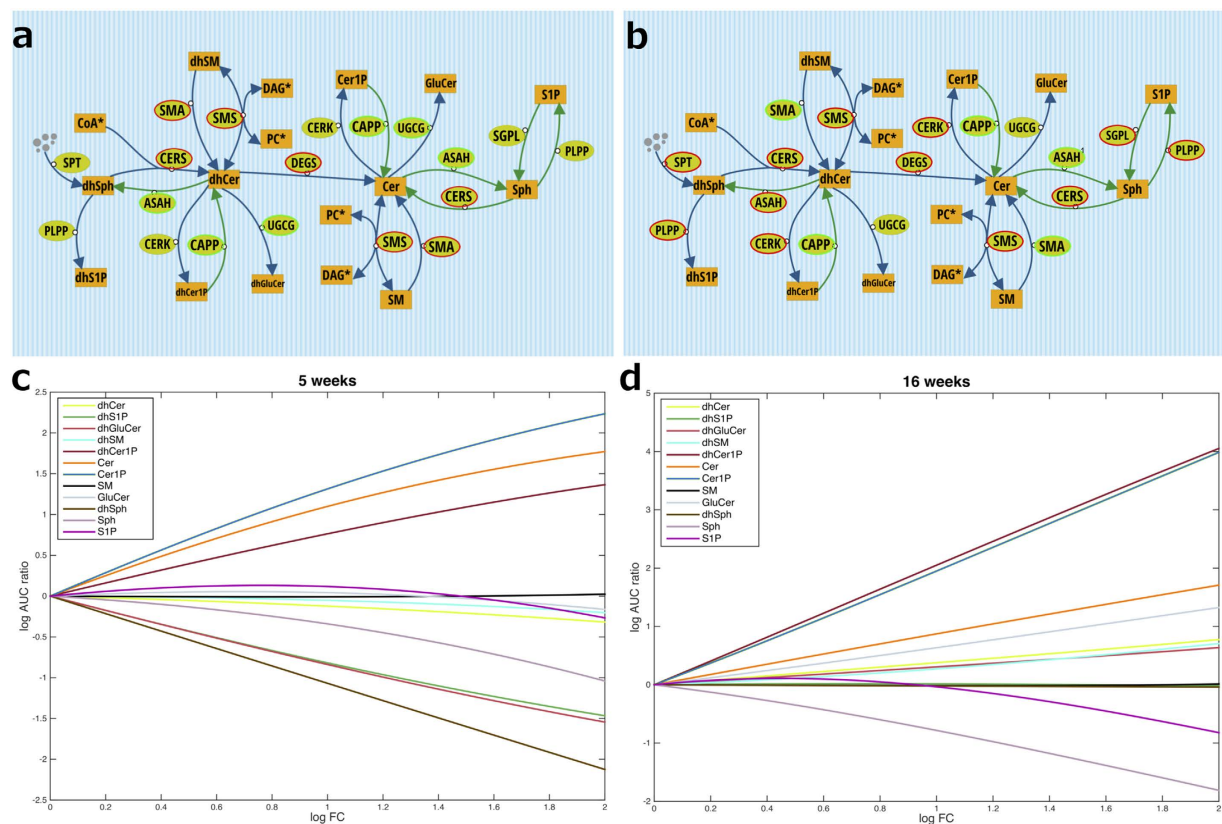 a
dhSM
DAG*
Cer1P
GluCer
S1P
CoA*
SMA
SMS
PC*
CERK
CAPP
UGCG
SGPL
PLPP
SPT
CERS
DEGS
ASAH
dhSph
dhCer
Cer
Sph
ASAH
CERS
PLPP
CERK
CAPP
UGCG
PC*
SMS
SMA
dhS1P
dhCer1P
dhGluCer
DAG*
SM
b
dhSM
DAG*
Cer1P
GluCer
S1P
CoA*
SMA
SMS
PC*
CERK
CAPP
UGCG
SGPL
PLPP
SPT
CERS
DEGS
ASAH
dhSph
dhCer
Cer
Sph
ASAH
CERS
PLPP
CERK
CAPP
UGCG
PC*
SMS
SMA
dhS1P
dhCer1P
dhGluCer
DAG*
SM
c
5 weeks
2.5
2
1.5
1
0.5
0
-0.5
-1
-1.5
-2
-2.5
log AUC ratio
dhCer
dhS1P
dhGluCer
dhSM
dhCer1P
Cer
Cer1P
SM
GluCer
dhSph
Sph
S1P
0 0.2 0.4 0.6 0.8 1 1.2 1.4 1.6 1.8 2
log FC
d
16 weeks
5
4
3
2
1
0
-1
-2
log AUC ratio
dhCer
dhS1P
dhGluCer
dhSM
dhCer1P
Cer
Cer1P
SM
GluCer
dhSph
Sph
S1P
0.2 0.4 0.6 0.8 1 1.2 1.4 1.6 1.8 2
log FC